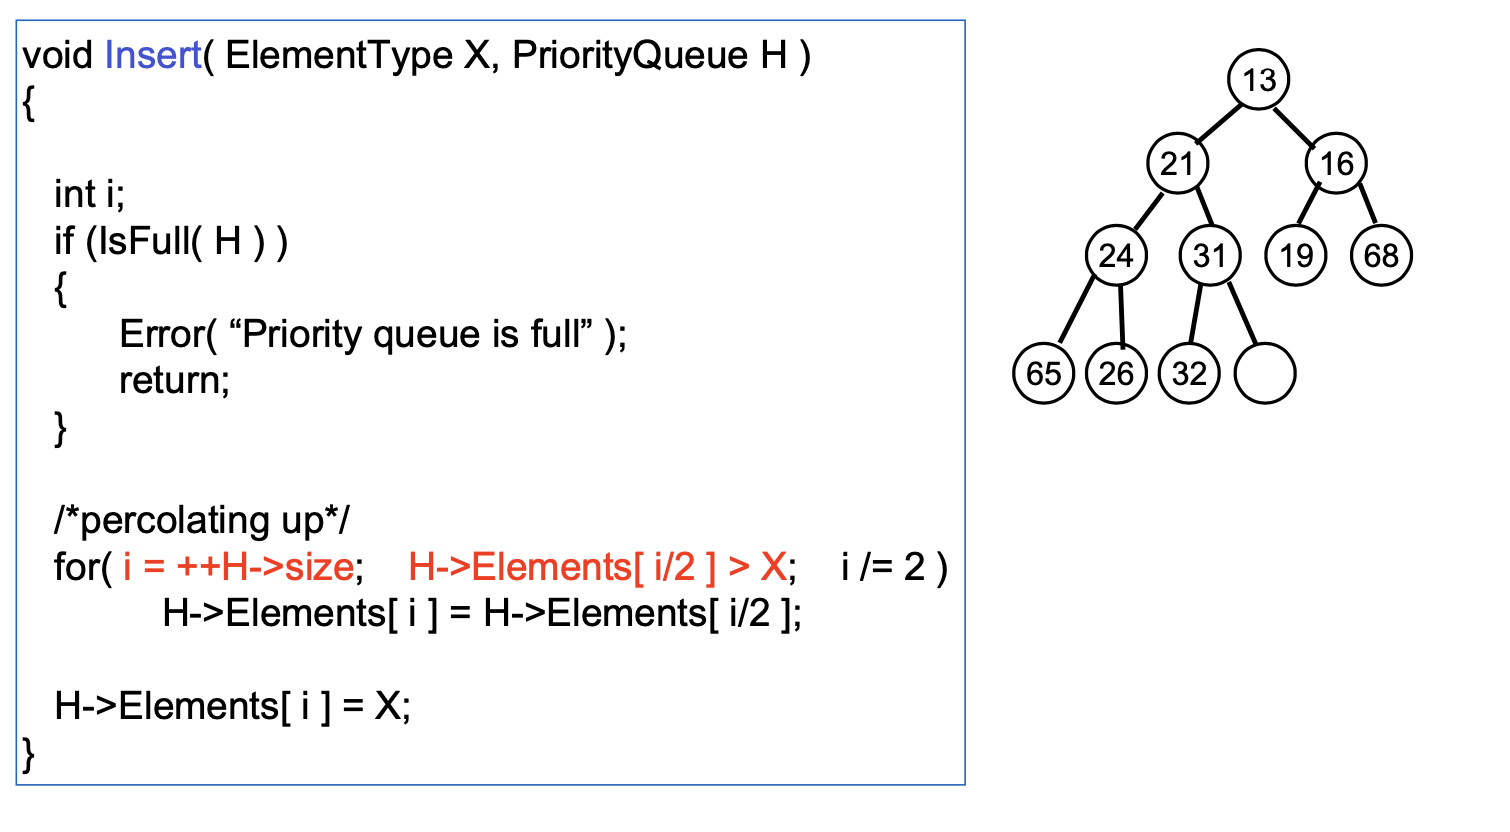 void Insert( ElementType X, PriorityQueue H )
{
int i;
if (IsFull( H ) )
{
Error( “Priority queue is full” );
return;
}
/*percolating up*/
for( i = ++H->size; H->Elements[ i/2 ] > X; i /= 2 )
H->Elements[ i ] = H->Elements[ i/2 ];
H->Elements[ i ] = X;
}
13
21 16
24 31 19 68
65 26 32